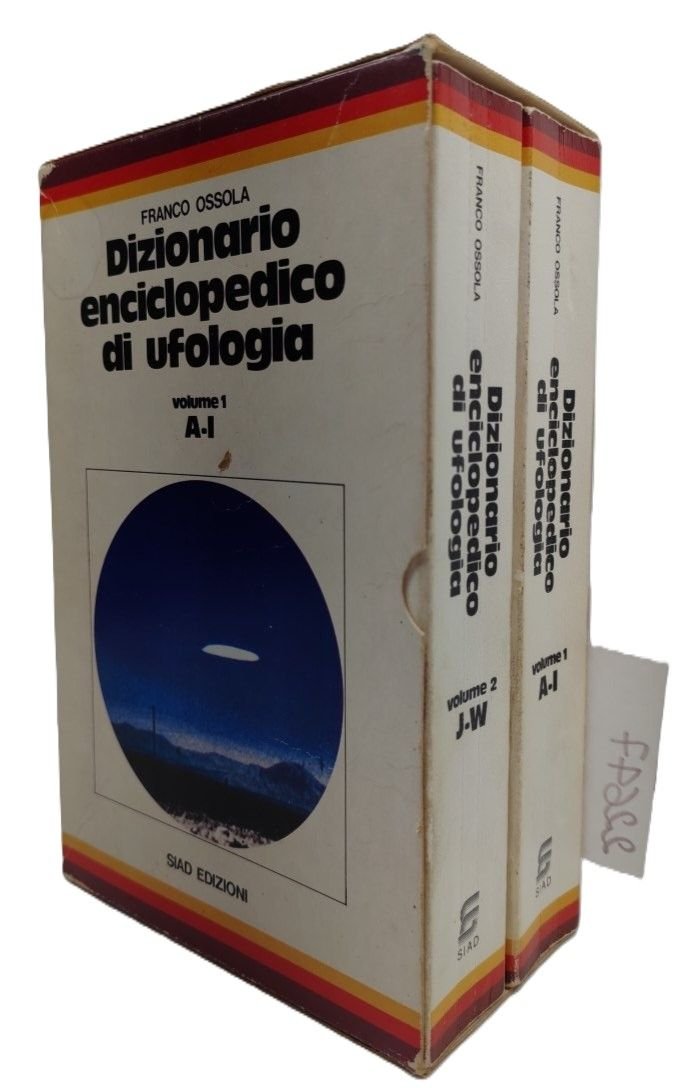 FRANCO OSSOLA
Dizionario
enciclopedico
di ufologia
volume 1
A-I
SIAD EDIZIONI
FRANCO OSSOLA
Dizionario
enciclopedico
di ufologia
volume 2
J-W
SIAD
FRANCO OSSOLA
Dizionario
enciclopedico
di ufologia
volume 1
A-I
SIAD